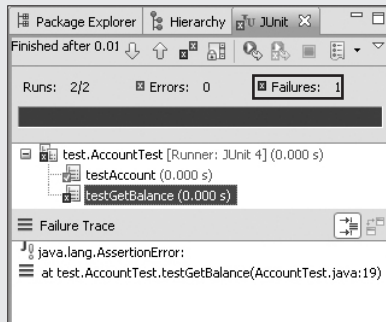 Package Explorer Hierarchy JUnit
Finished after 0.01
Runs: 2/2 Errors: 0 Failures: 1
test.AccountTest [Runner: JUnit 4] (0.000 s)
testAccount (0.000 s)
testGetBalance (0.000 s)
Failure Trace
java.lang.AssertionError:
at test.AccountTest.testGetBalance(AccountTest.java:19)